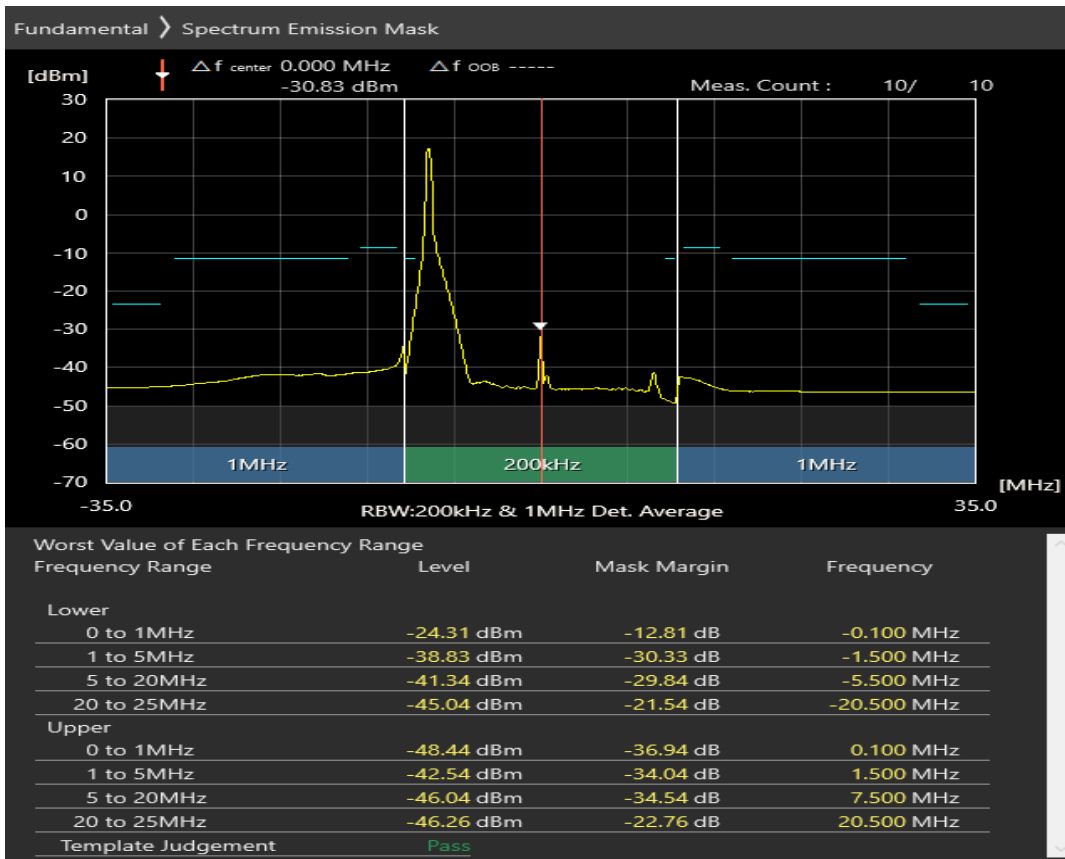 Fundamental ❯ Spectrum Emission Mask
[dBm] △f center 0.000 MHz △f OOB -----
-30.83 dBm Meas. Count : 10/ 10
30
20
10
0
-10
-20
-30
-40
-50
-60
-70
1MHz 200kHz 1MHz
[MHz]
-35.0 RBW:200kHz & 1MHz Det. Average 35.0
Worst Value of Each Frequency Range
Frequency Range Level Mask Margin Frequency
Lower
0 to 1MHz -24.31 dBm -12.81 dB -0.100 MHz
1 to 5MHz -38.83 dBm -30.33 dB -1.500 MHz
5 to 20MHz -41.34 dBm -29.84 dB -5.500 MHz
20 to 25MHz -45.04 dBm -21.54 dB -20.500 MHz
Upper
0 to 1MHz -48.44 dBm -36.94 dB 0.100 MHz
1 to 5MHz -42.54 dBm -34.04 dB 1.500 MHz
5 to 20MHz -46.04 dBm -34.54 dB 7.500 MHz
20 to 25MHz -46.26 dBm -22.76 dB 20.500 MHz
Template Judgement Pass